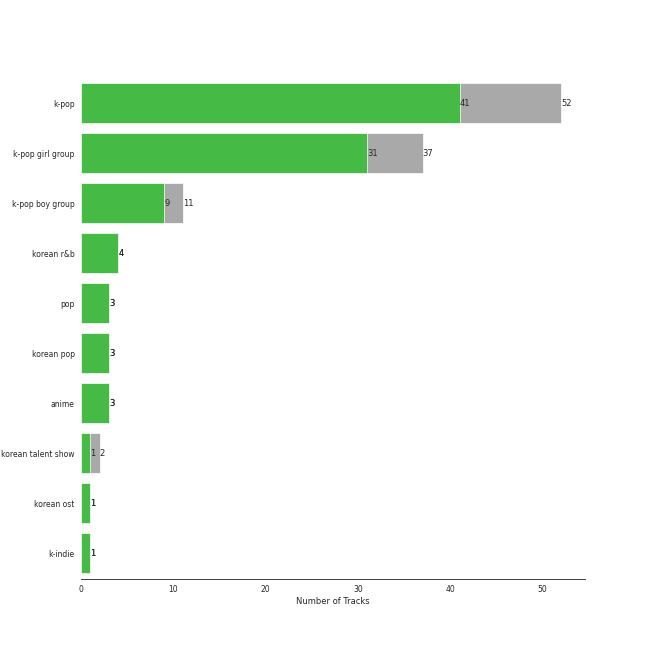 k-pop 41 52
k-pop girl group 31 37
k-pop boy group 9 11
korean r&b 4
pop 3
korean pop 3
anime 3
korean talent show 1 2
korean ost 1
k-indie 1
0 10 20 30 40 50
Number of Tracks